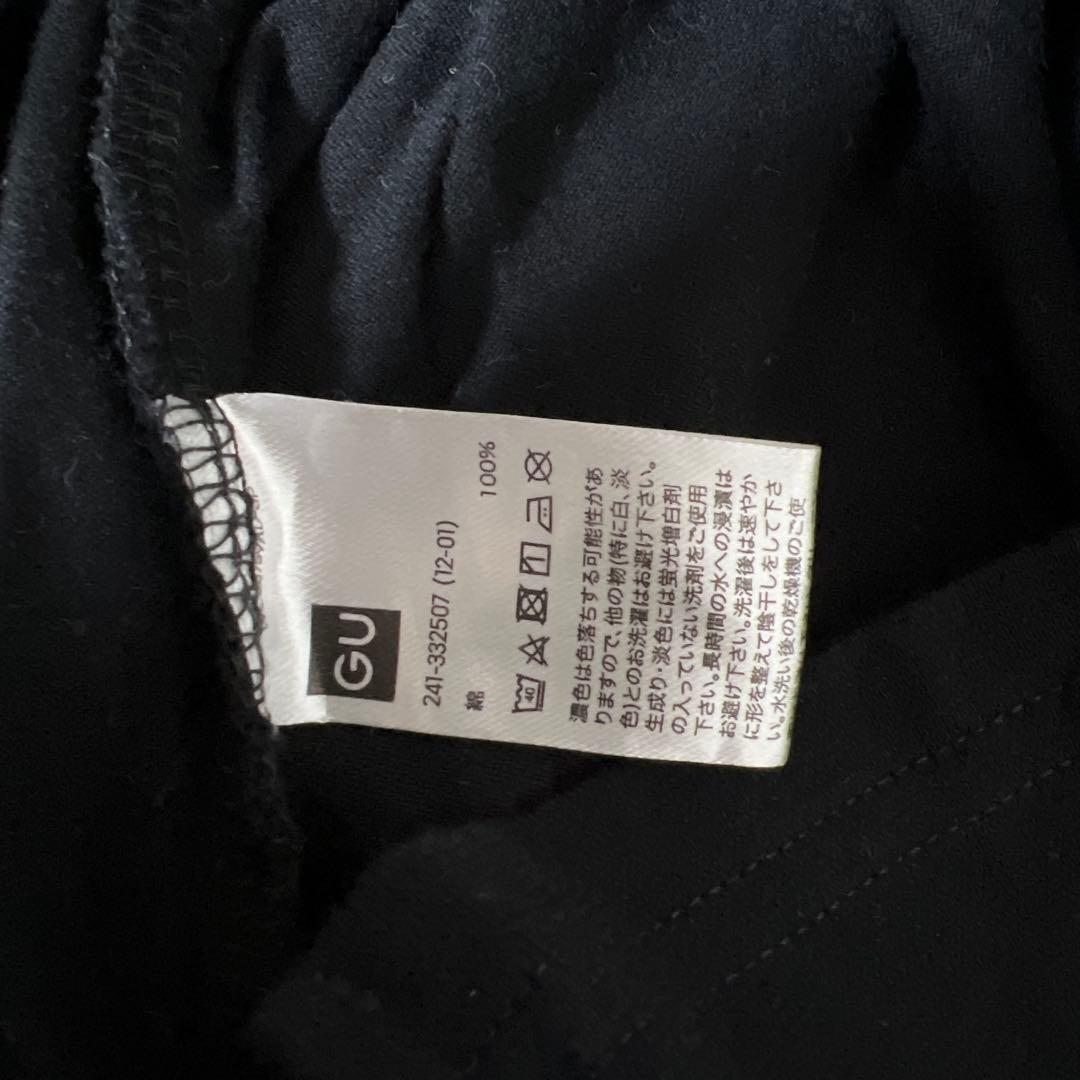 GU
241-332507 (12-01)
綿 100%
40
濃色は色落ちする可能性があ
りますので、他の物(特に白、淡
色)とのお洗濯はお避け下さい。
生成り・淡色には蛍光増白剤
の入っていない洗剤をご使用
下さい。長時間の水への浸漬は
お避け下さい。洗濯後は速やか
に形を整えて陰干しをして下さ
い。水洗い後の乾燥機のご使